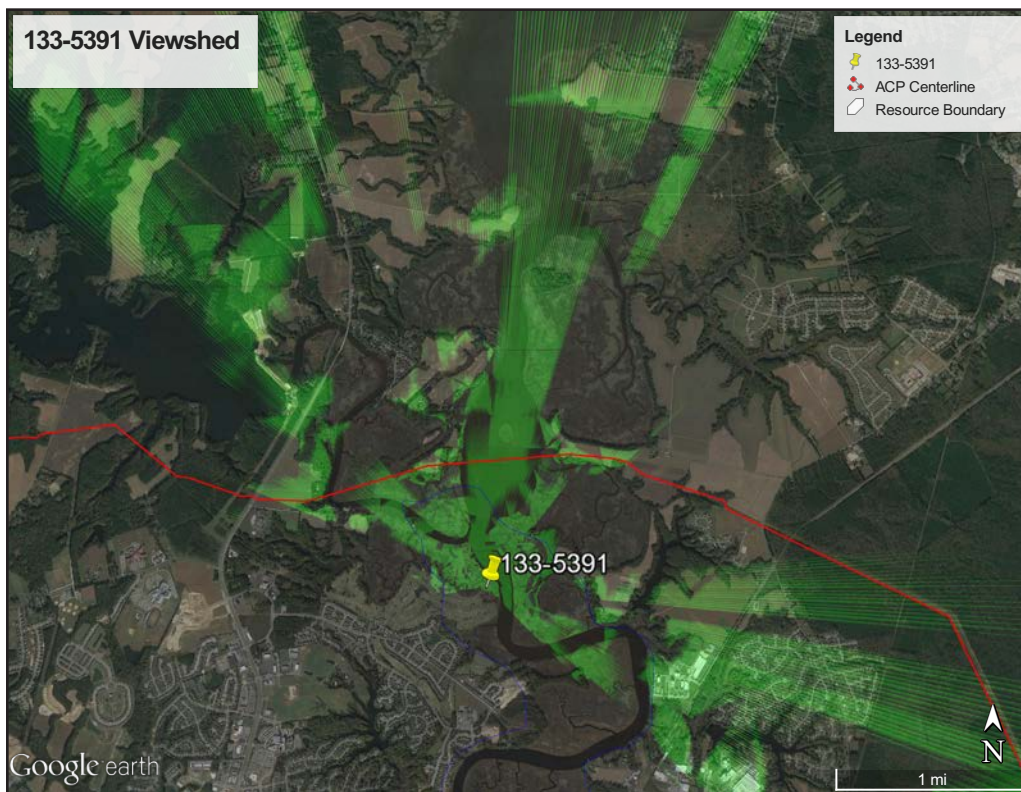 133-5391 Viewshed
Legend
133-5391
ACP Centerline
Resource Boundary
133-5391
N
Google earth
1 mi